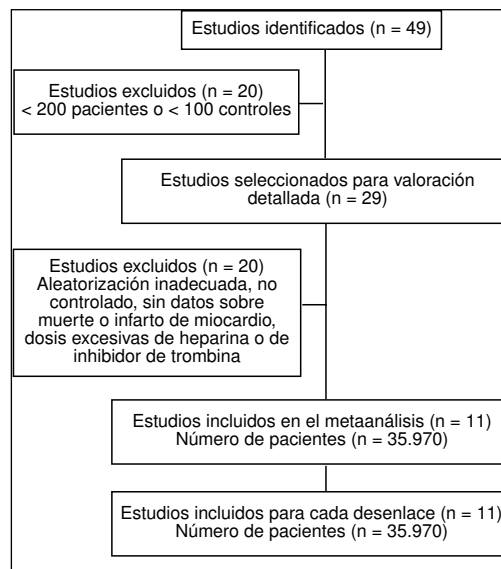 Estudios identificados (n = 49)
Estudios excluidos (n = 20)
< 200 pacientes o < 100 controles
Estudios seleccionados para valoración
detallada (n = 29)
Estudios excluidos (n = 20)
Aleatorización inadecuada, no
controlado, sin datos sobre
muerte o infarto de miocardio,
dosis excesivas de heparina o de
inhibidor de trombina
Estudios incluidos en el metaanálisis (n = 11)
Número de pacientes (n = 35.970)
Estudios incluidos para cada desenlace (n = 11)
Número de pacientes (n = 35.970)